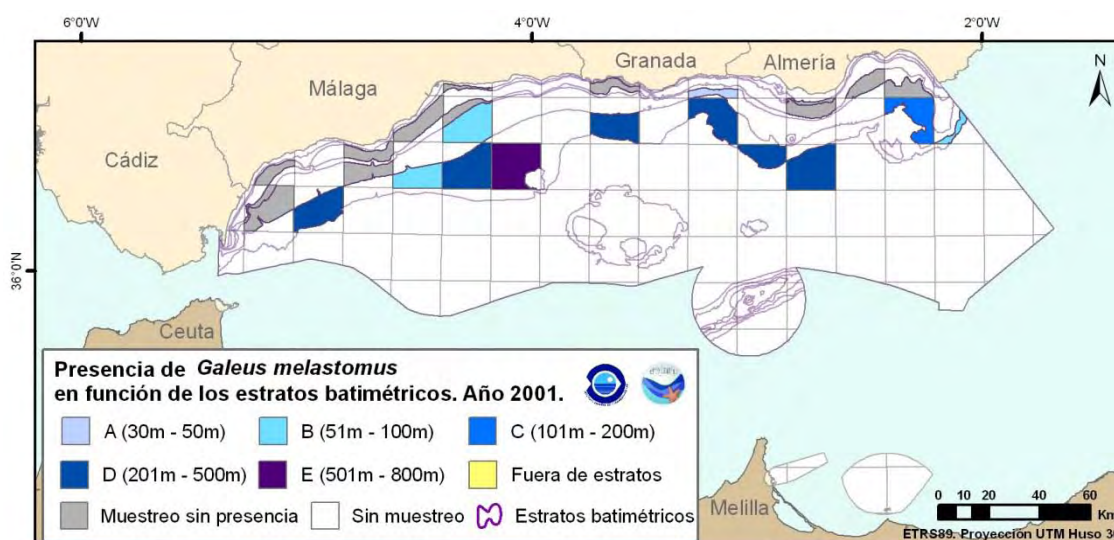 6°0'W 4°0'W 2°0'W
N
Granada Almería
Málaga
Cádiz
36°0'N
Ceuta
Presencia de Galeus melastomus
en función de los estratos batimétricos. Año 2001.
A (30m - 50m) B (51m - 100m) C (101m - 200m)
D (201m - 500m) E (501m - 800m) Fuera de estratos
Muestreo sin presencia Sin muestreo Estratos batimétricos
Melilla
0 10 20 40 60
Km
ETRS89. Proyección UTM Huso 3